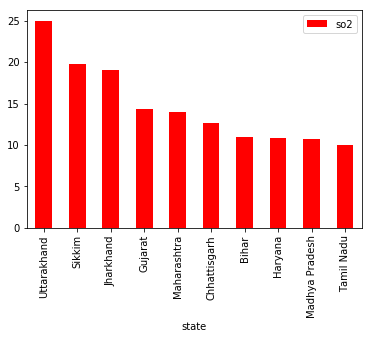 so2
25
20
15
10
5
0
Uttarakhand
Sikkim
Jharkhand
Gujarat
Maharashtra
Chhattisgarh
Bihar
Haryana
Madhya Pradesh
Tamil Nadu
state